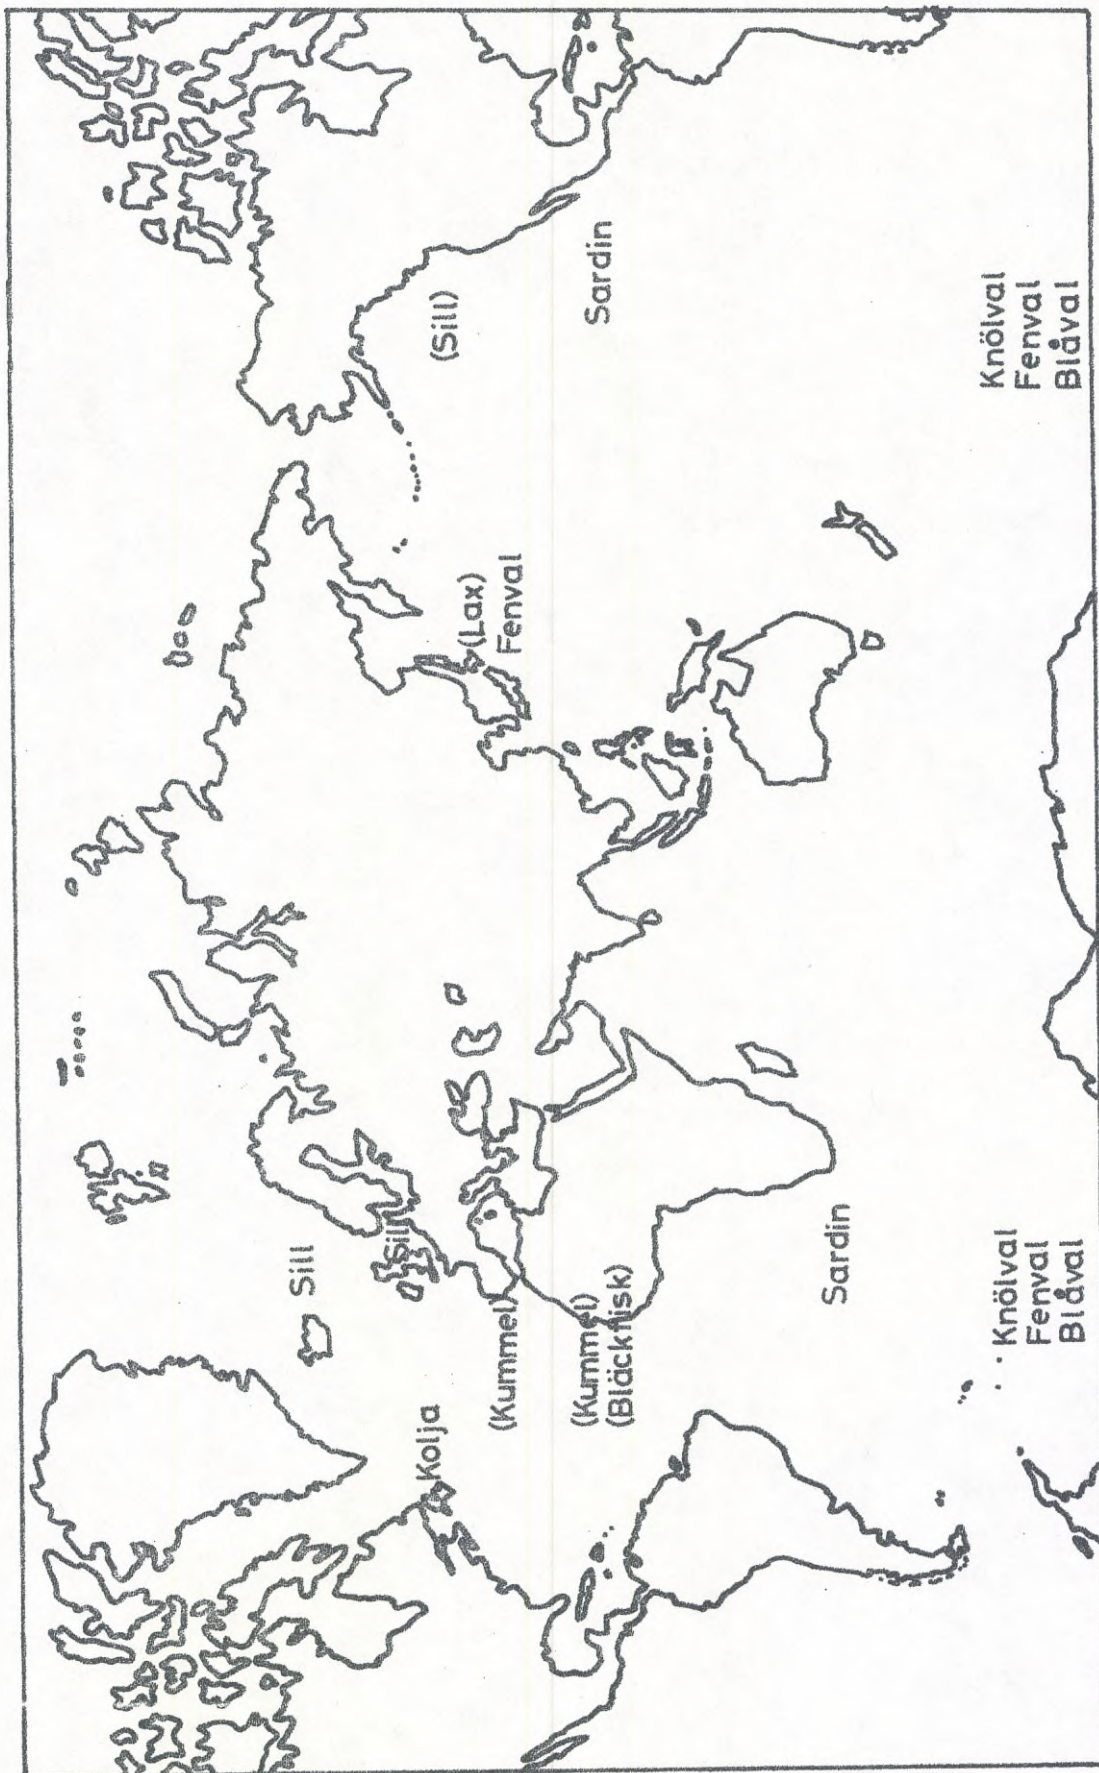 Sill
Sill
Kolja
(Kummel)
(Kummel)
(Bläckfisk)
Sardin
Knölval
Fenval
Blåval
(Lax)
Fenval
(Sill)
Sardin
Knölval
Fenval
Blåval